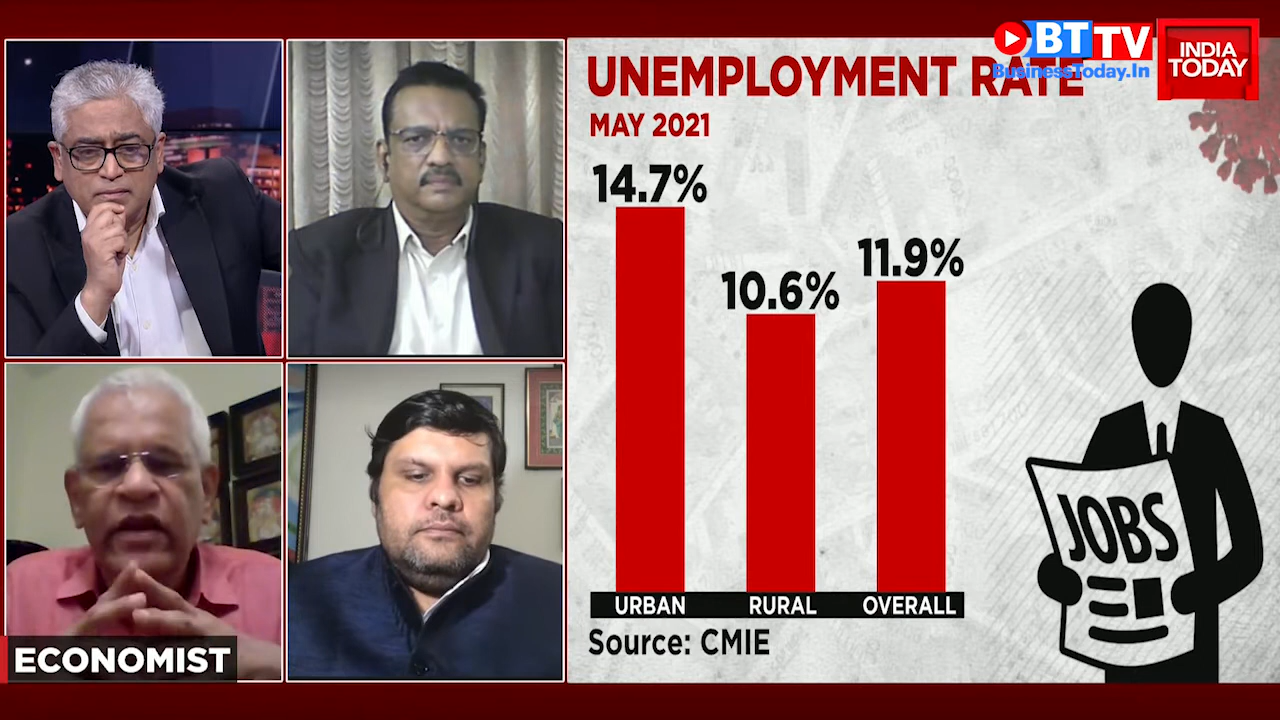 BTTV
BusinessToday.In
INDIA
TODAY
UNEMPLOYMENT RATE
MAY 2021
14.7%
10.6%
11.9%
URBAN RURAL OVERALL
Source: CMIE
JOBS
ECONOMIST